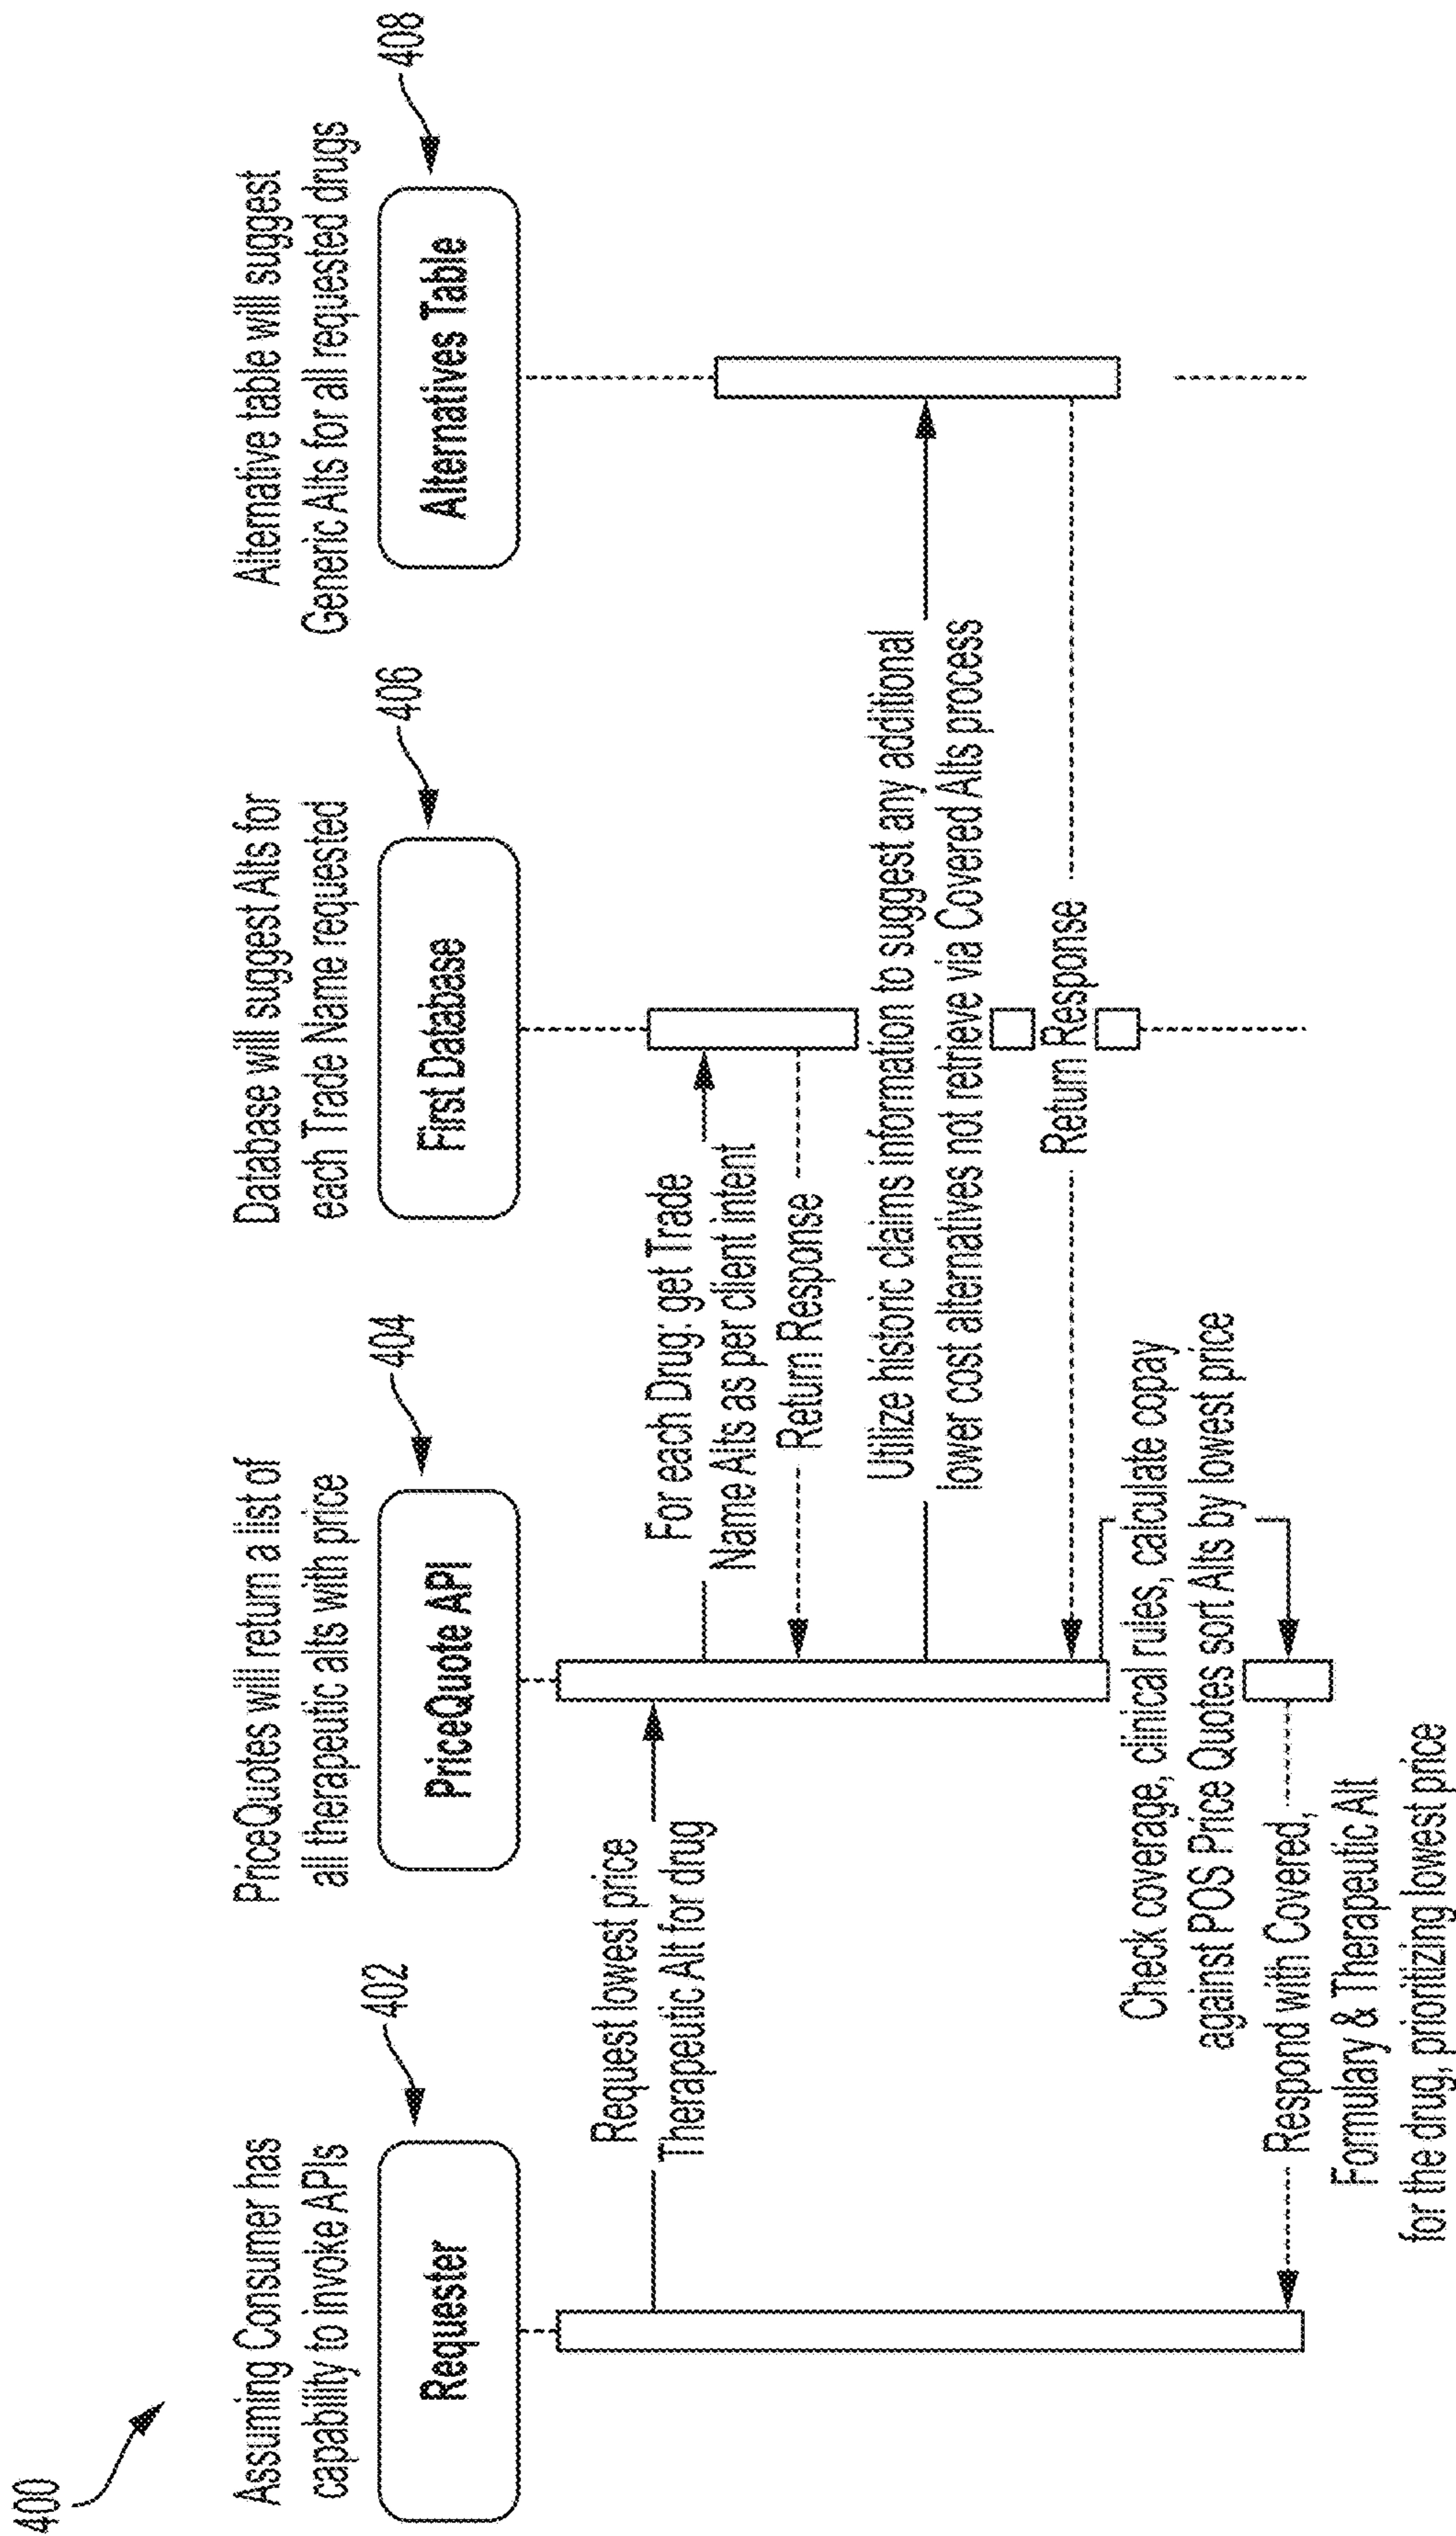 400
Assuming Consumer has
capability to invoke APIs
402
Requester
PriceQuotes will return a list of
all therapeutic alts with price
404
PriceQuote API
Database will suggest Alts for
each Trade Name requested
406
First Database
Alternative table will suggest
Generic Alts for all requested drugs
408
Alternatives Table
Request lowest price
Therapeutic Alt for drug
For each Drug: get Trade
Name Alts as per client intent
Return Response
Utilize historic claims information to suggest any additional
lower cost alternatives not retrieve via Covered Alts process
Return Response
Check coverage, clinical rules, calculate copay
against POS Price Quotes sort Alts by lowest price
Respond with Covered,
Formulary & Therapeutic Alt
for the drug, prioritizing lowest price